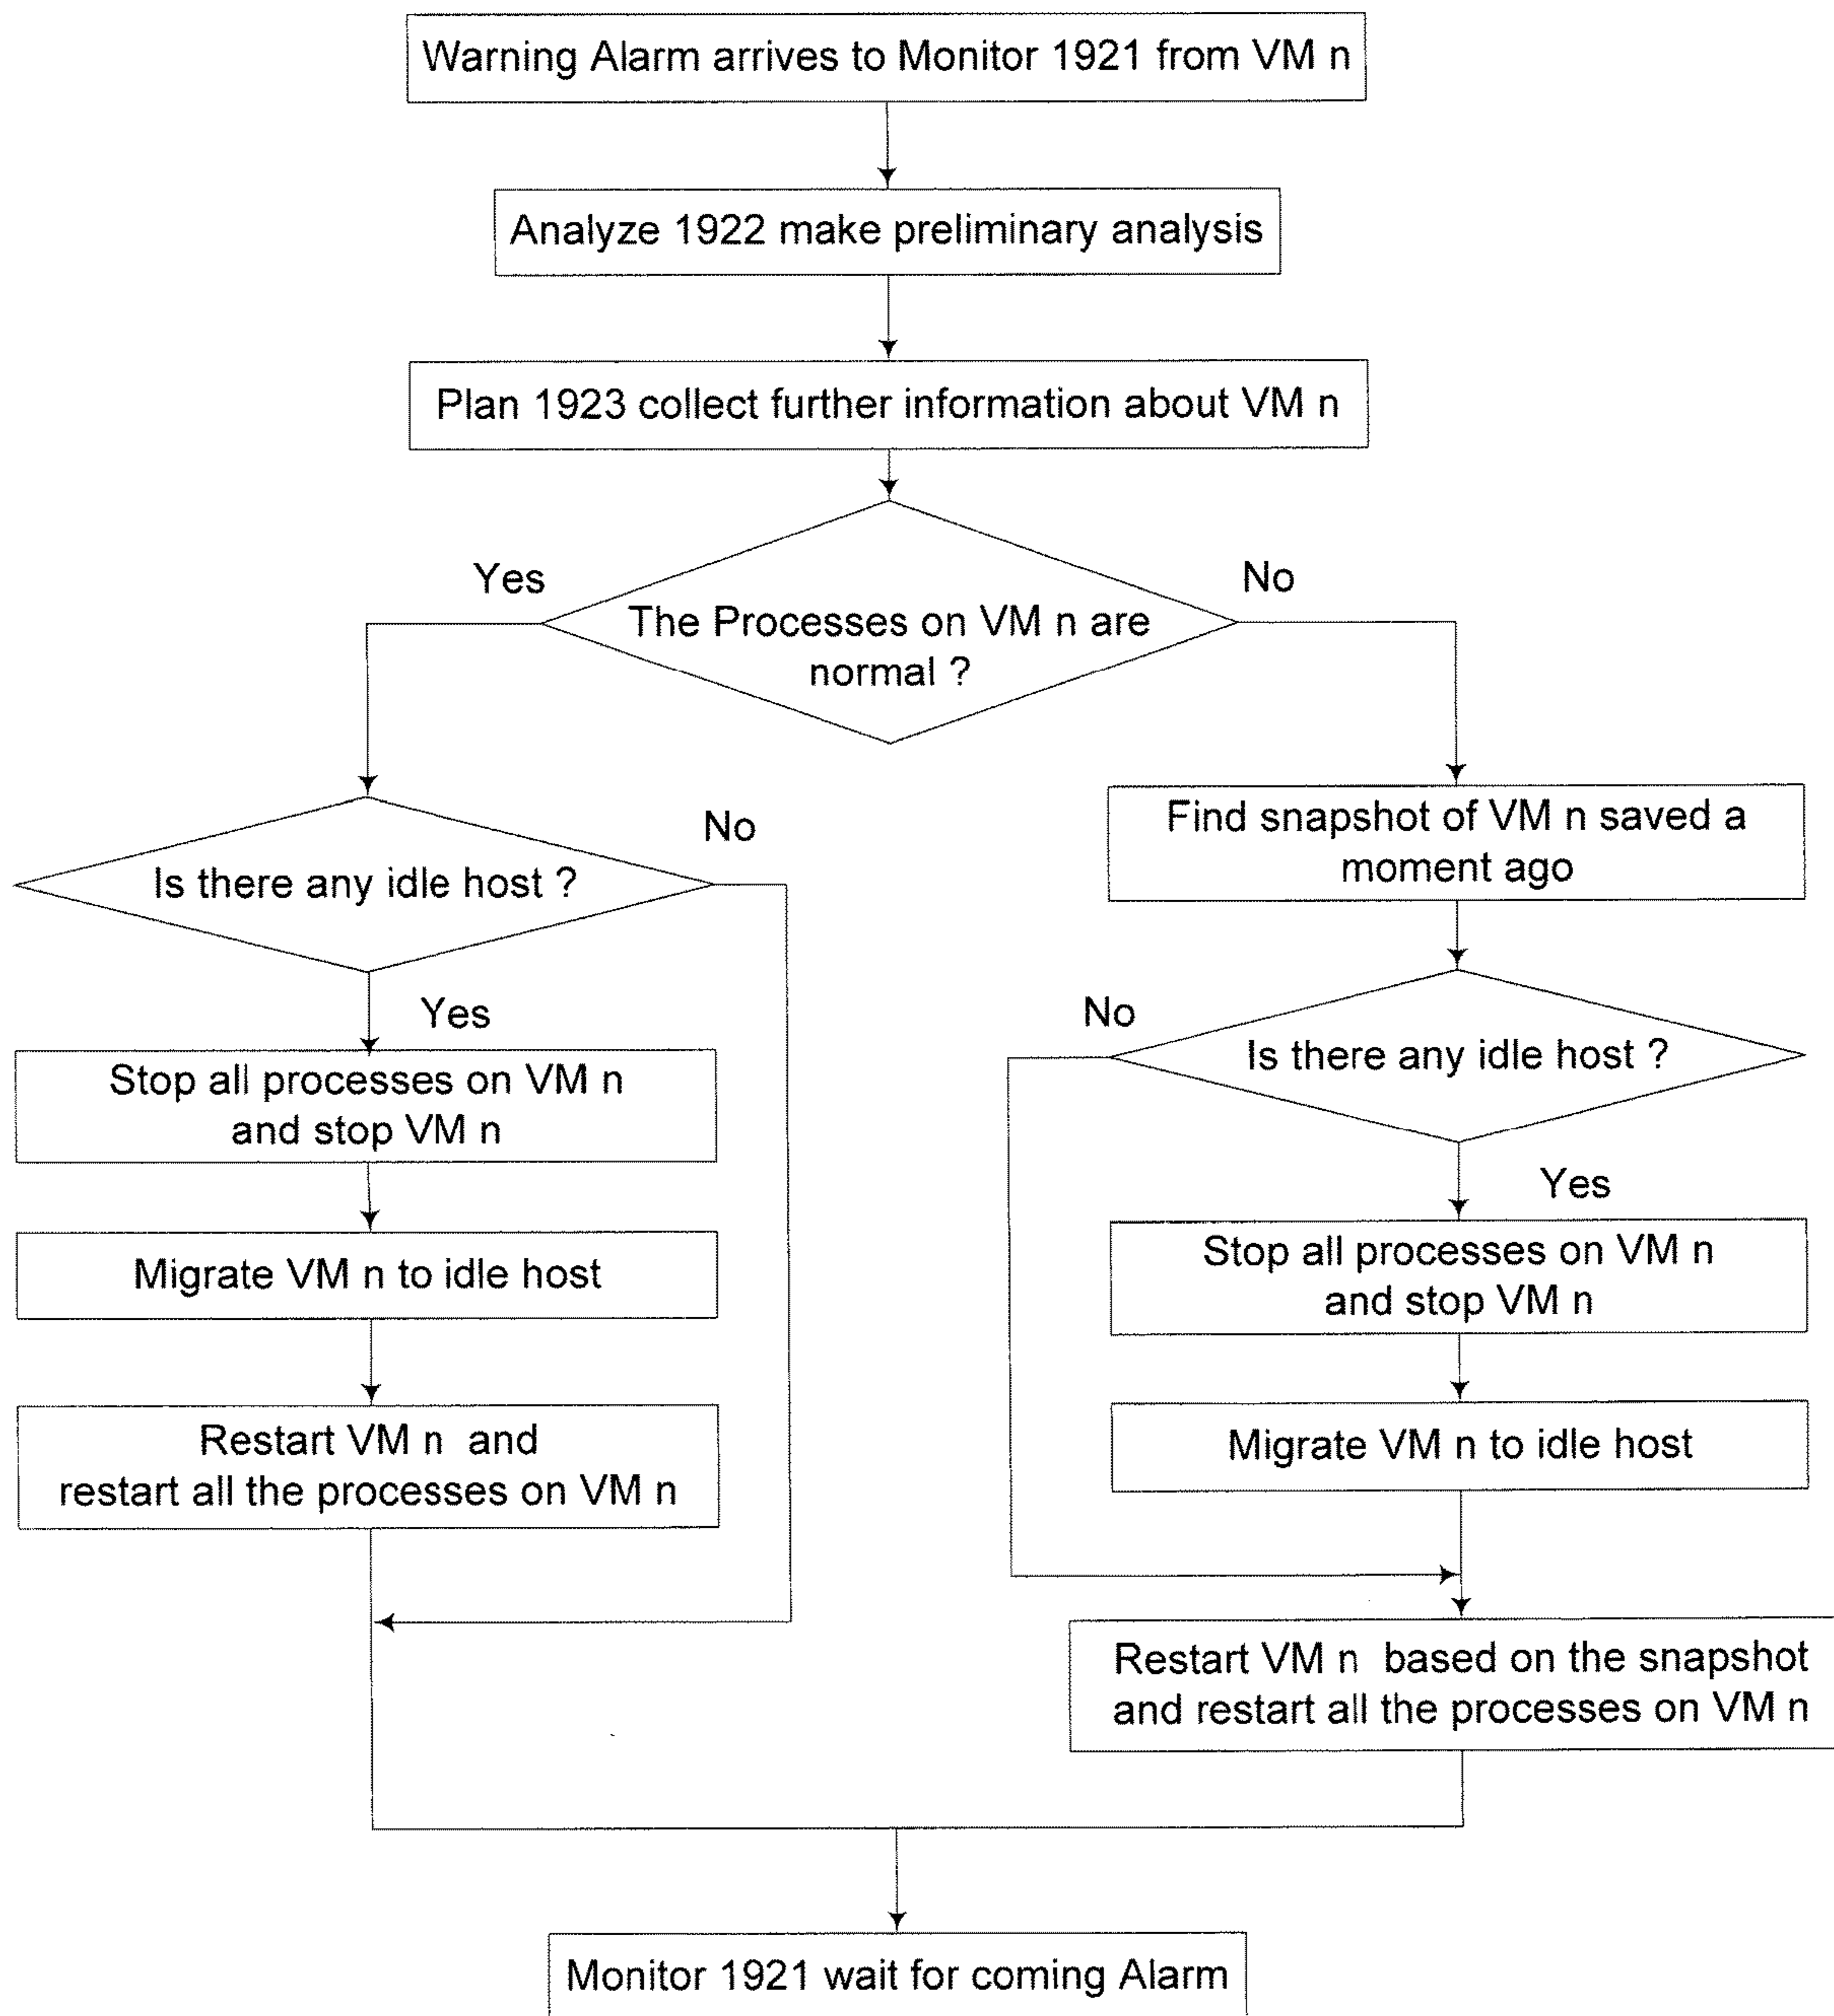 Warning Alarm arrives to Monitor 1921 from VM n
Analyze 1922 make preliminary analysis
Plan 1923 collect further information about VM n
Yes
No
The Processes on VM n are
normal ?
No
Is there any idle host ?
Yes
Stop all processes on VM n
and stop VM n
Migrate VM n to idle host
Restart VM n and
restart all the processes on VM n
Find snapshot of VM n saved a
moment ago
No
Is there any idle host ?
Yes
Stop all processes on VM n
and stop VM n
Migrate VM n to idle host
Restart VM n based on the snapshot
and restart all the processes on VM n
Monitor 1921 wait for coming Alarm